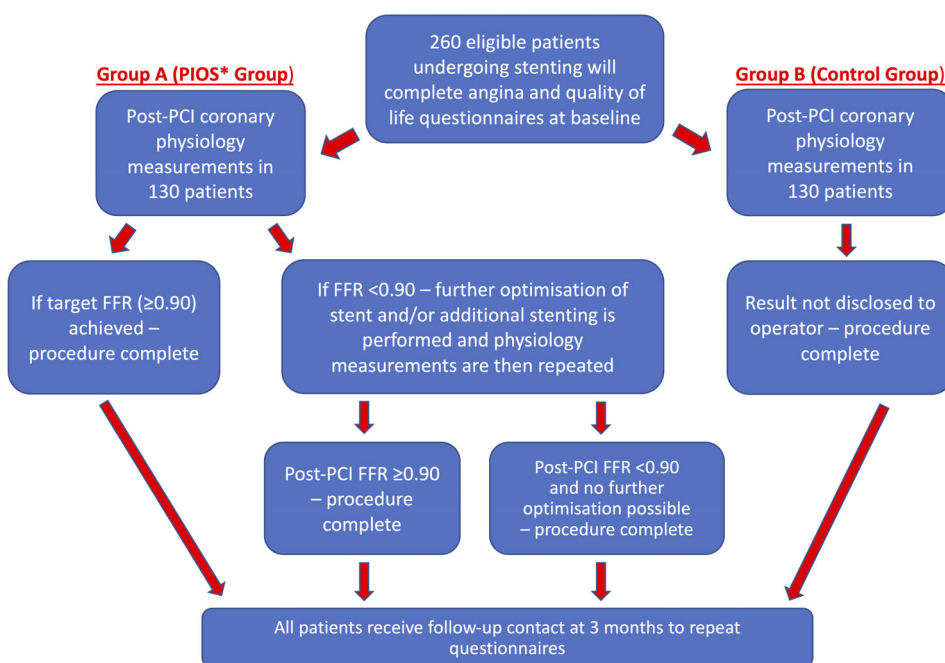 260 eligible patients
undergoing stenting will
complete angina and quality of
life questionnaires at baseline
Group A (PIOS* Group)
Post-PCI coronary
physiology
measurements in
130 patients
Group B (Control Group)
Post-PCI coronary
physiology
measurements in
130 patients
If target FFR (≥0.90)
achieved –
procedure complete
If FFR <0.90 – further optimisation of
stent and/or additional stenting is
performed and physiology
measurements are then repeated
Result not disclosed to
operator – procedure
complete
Post-PCI FFR ≥0.90
– procedure
complete
Post-PCI FFR <0.90
and no further
optimisation possible
– procedure complete
All patients receive follow-up contact at 3 months to repeat
questionnaires